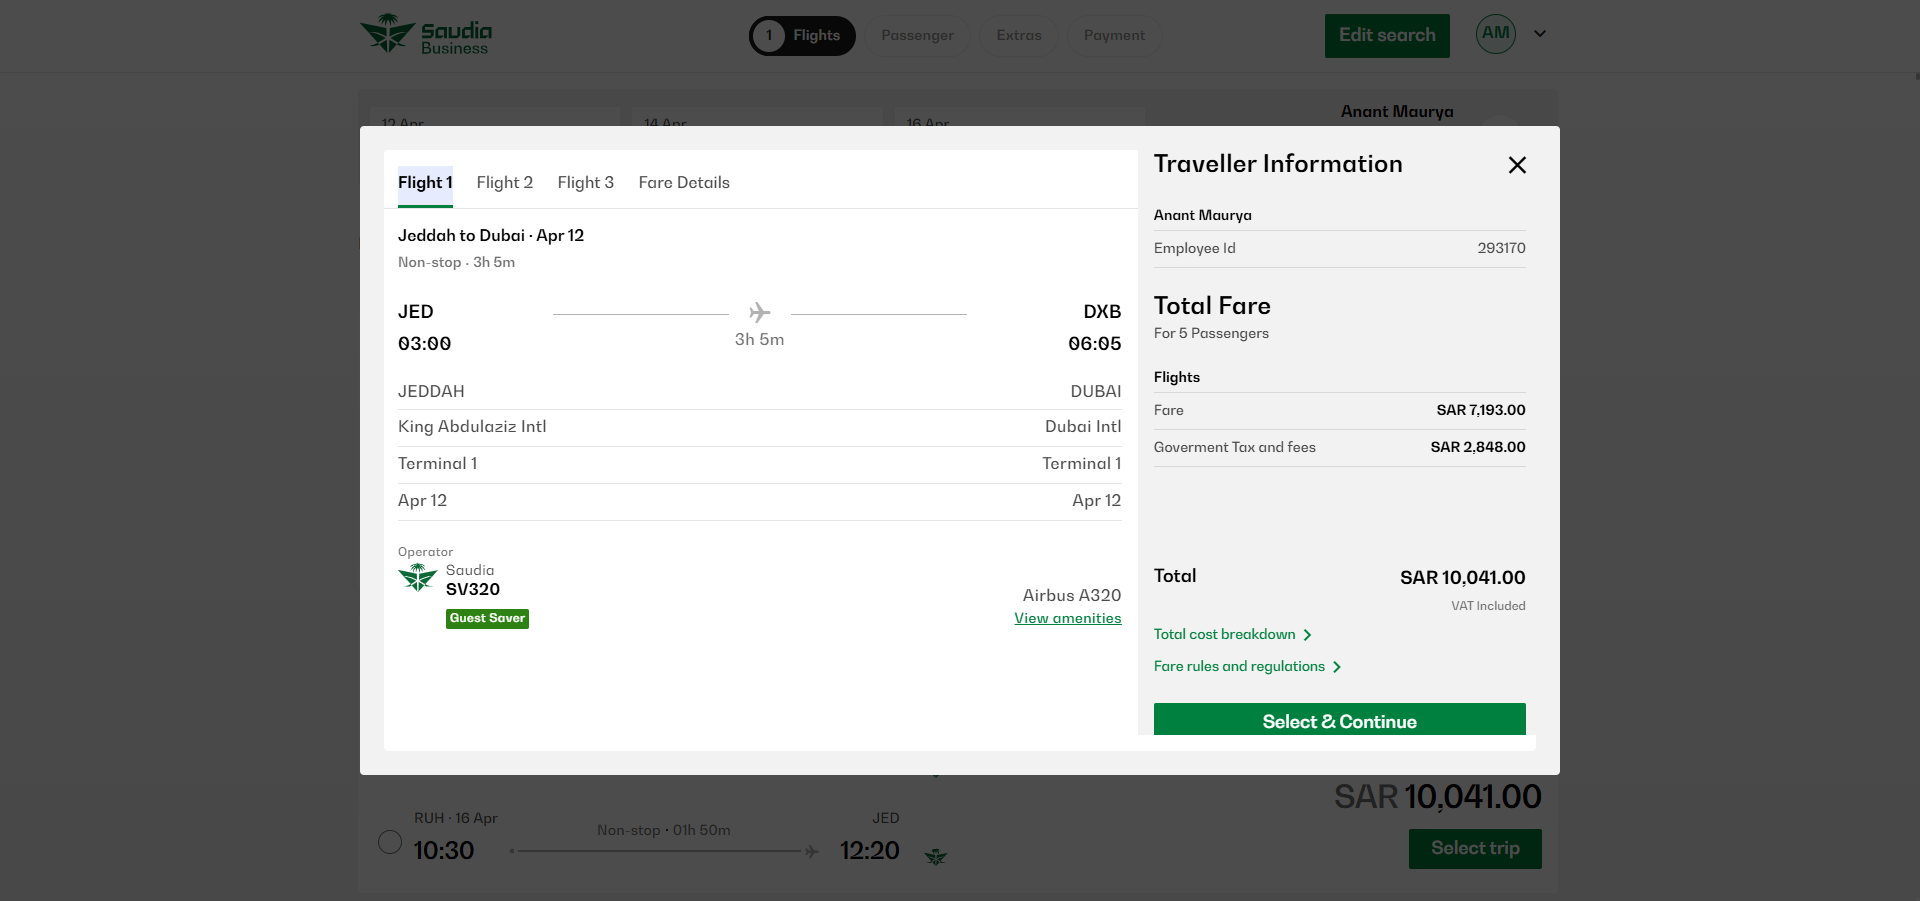 Saudia
Business
1 Flights
Passenger
Extras
Payment
Edit search
AM
12 Apr
14 Apr
16 Apr
Anant Maurya
Flight 1
Flight 2
Flight 3
Fare Details
Jeddah to Dubai · Apr 12
Non-stop · 3h 5m
JED
DXB
03:00
3h 5m
06:05
JEDDAH
DUBAI
King Abdulaziz Intl
Dubai Intl
Terminal 1
Terminal 1
Apr 12
Apr 12
Operator
Saudia
SV320
Guest Saver
Airbus A320
View amenities
Traveller Information
Anant Maurya
Employee Id
293170
Total Fare
For 5 Passengers
Flights
Fare
SAR 7,193.00
Goverment Tax and fees
SAR 2,848.00
Total
SAR 10,041.00
VAT Included
Total cost breakdown
Fare rules and regulations
Select & Continue
SAR 10,041.00
RUH · 16 Apr
Non-stop · 01h 50m
JED
10:30
12:20
Select trip